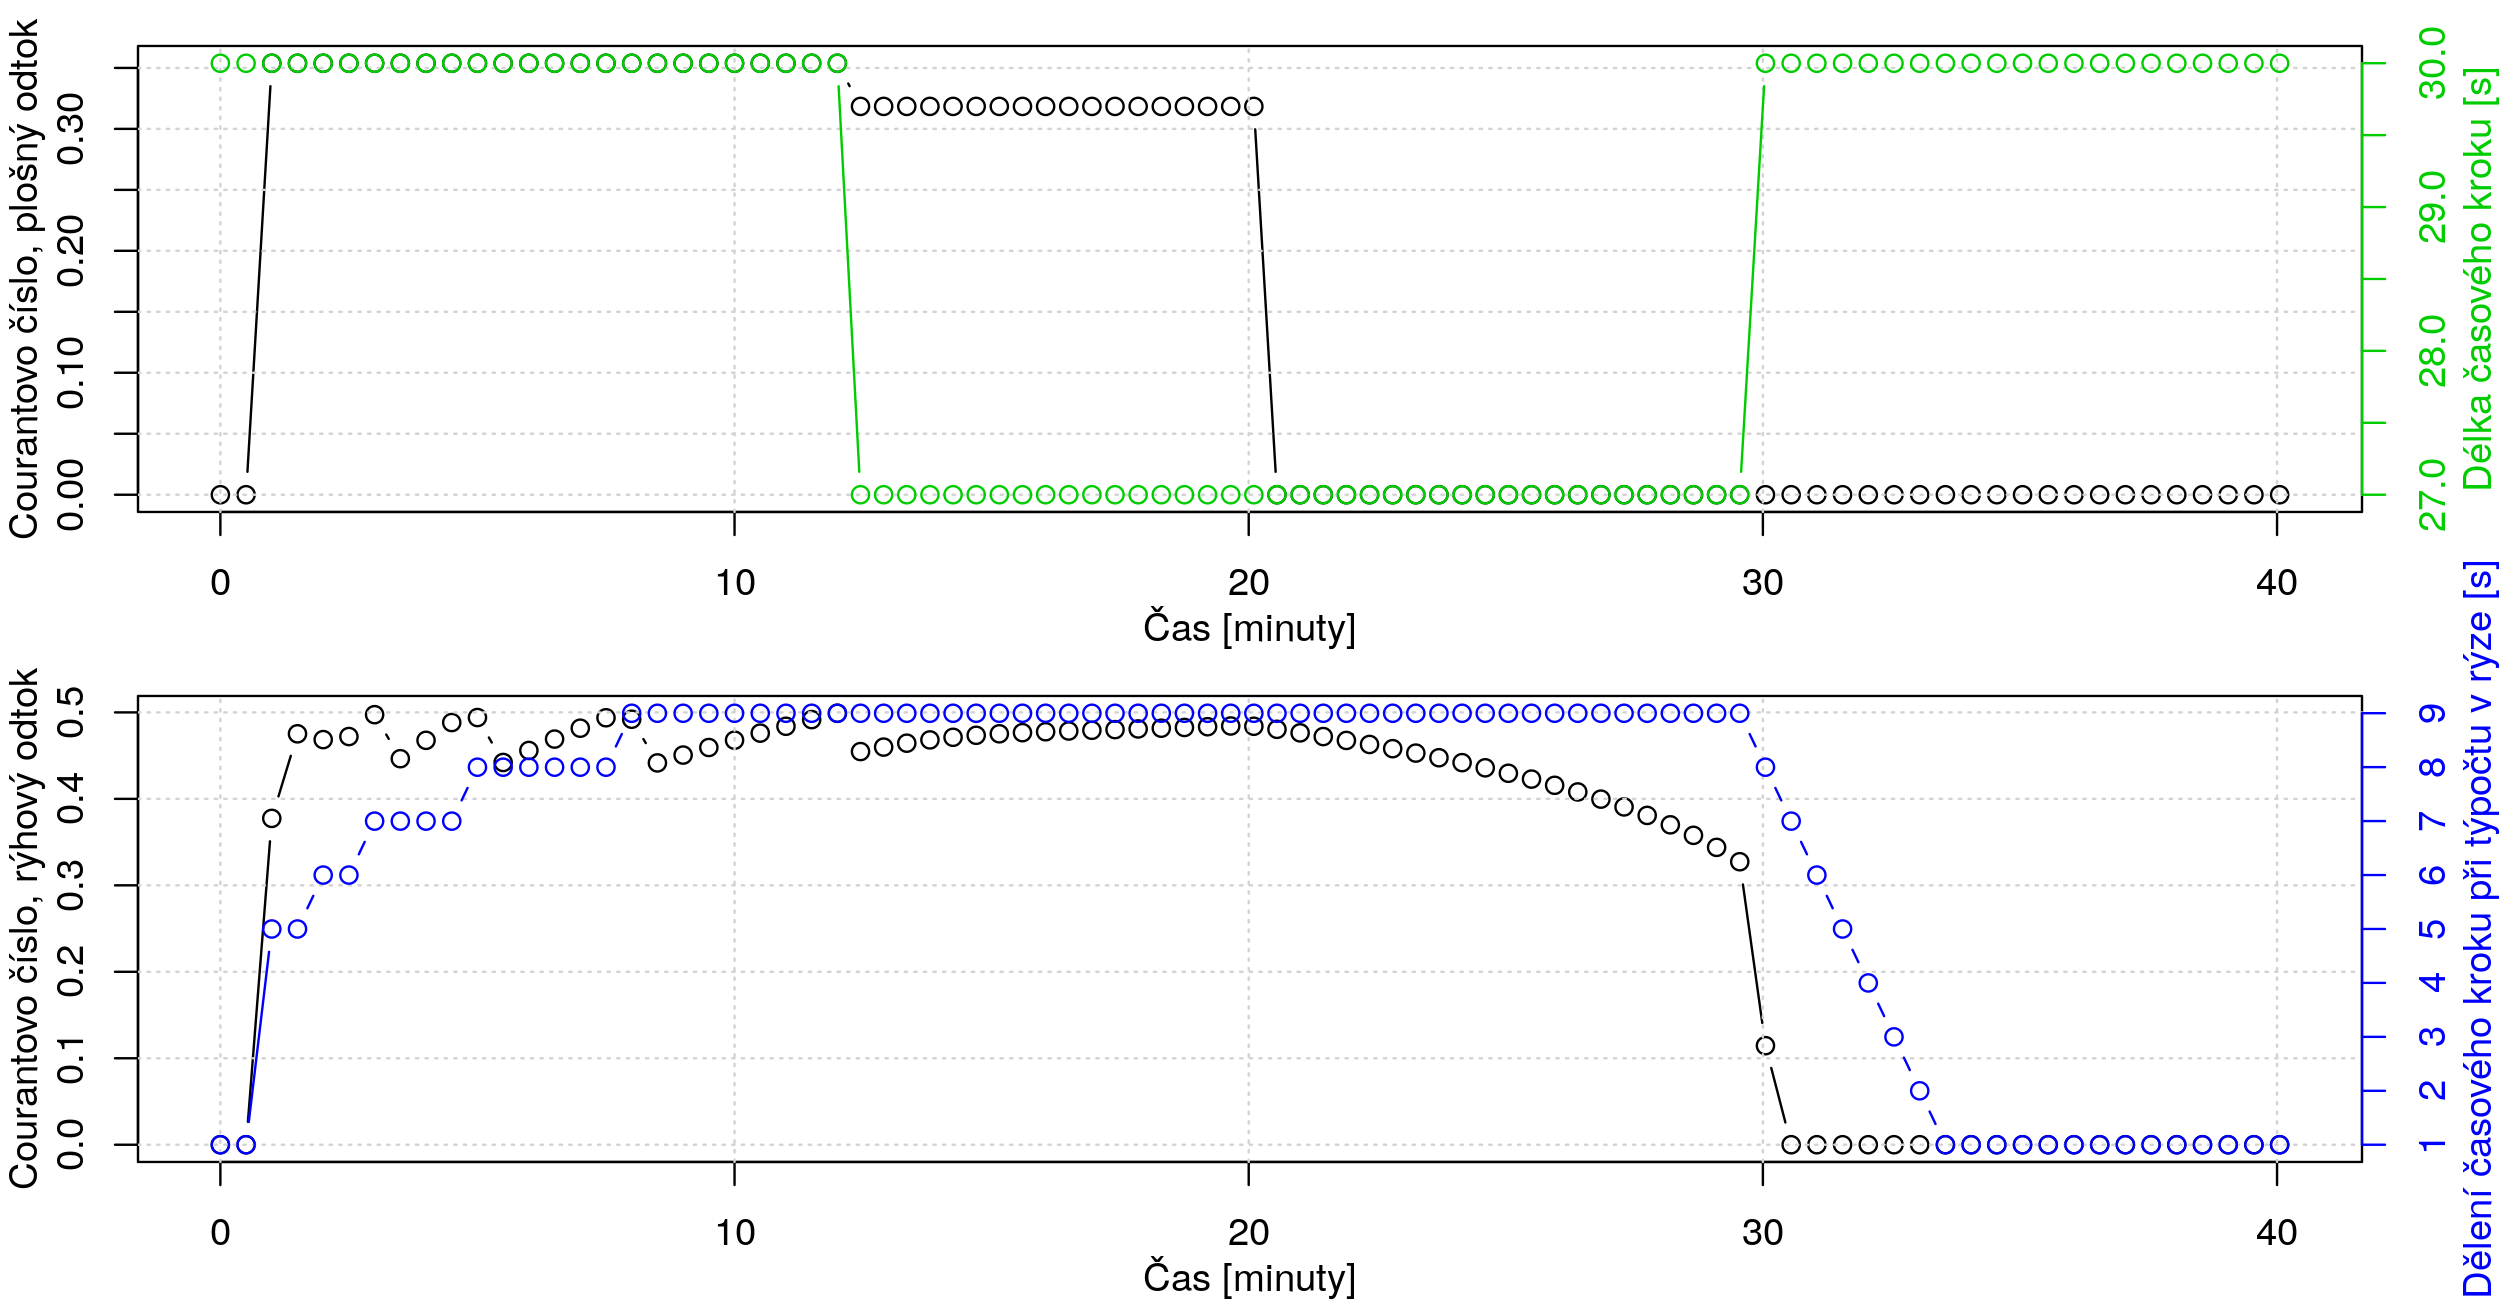 Courantovo číslo, plošný odtok
0.00 0.10 0.20 0.30
27.0 28.0 29.0 30.0
Délka časového kroku [s]
0 10 20 30 40
Čas [minuty]
Courantovo číslo, rýhový odtok
0.0 0.1 0.2 0.3 0.4 0.5
1 2 3 4 5 6 7 8 9
Dělení časového kroku při týpočtu v rýze [s]
0 10 20 30 40
Čas [minuty]